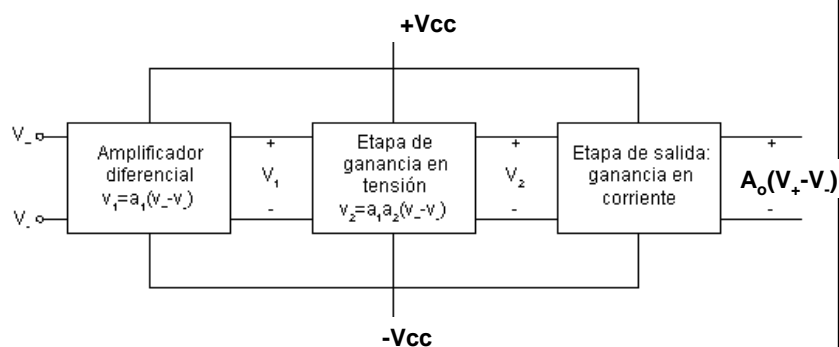 +Vcc
V_
V_
Amplificador
diferencial
v₁=a₁(v_-v_)
+
V₁
-
Etapa de
ganancia en
tensión
v₂=a₁a₂(v_-v_)
+
V₂
-
Etapa de salida:
ganancia en
corriente
+
Aₒ(V₊-V₋)
-
-Vcc